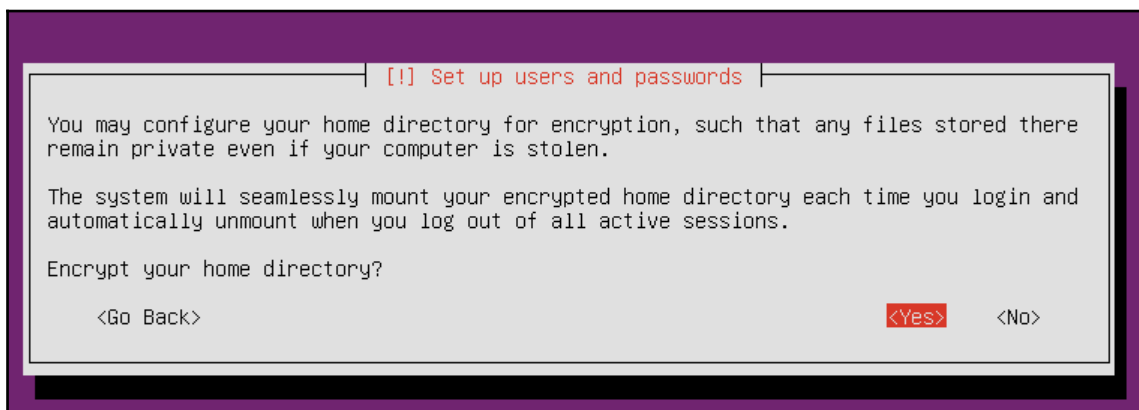 [!] Set up users and passwords
You may configure your home directory for encryption, such that any files stored there
remain private even if your computer is stolen.
The system will seamlessly mount your encrypted home directory each time you login and
automatically unmount when you log out of all active sessions.
Encrypt your home directory?
<Go Back> <Yes> <No>